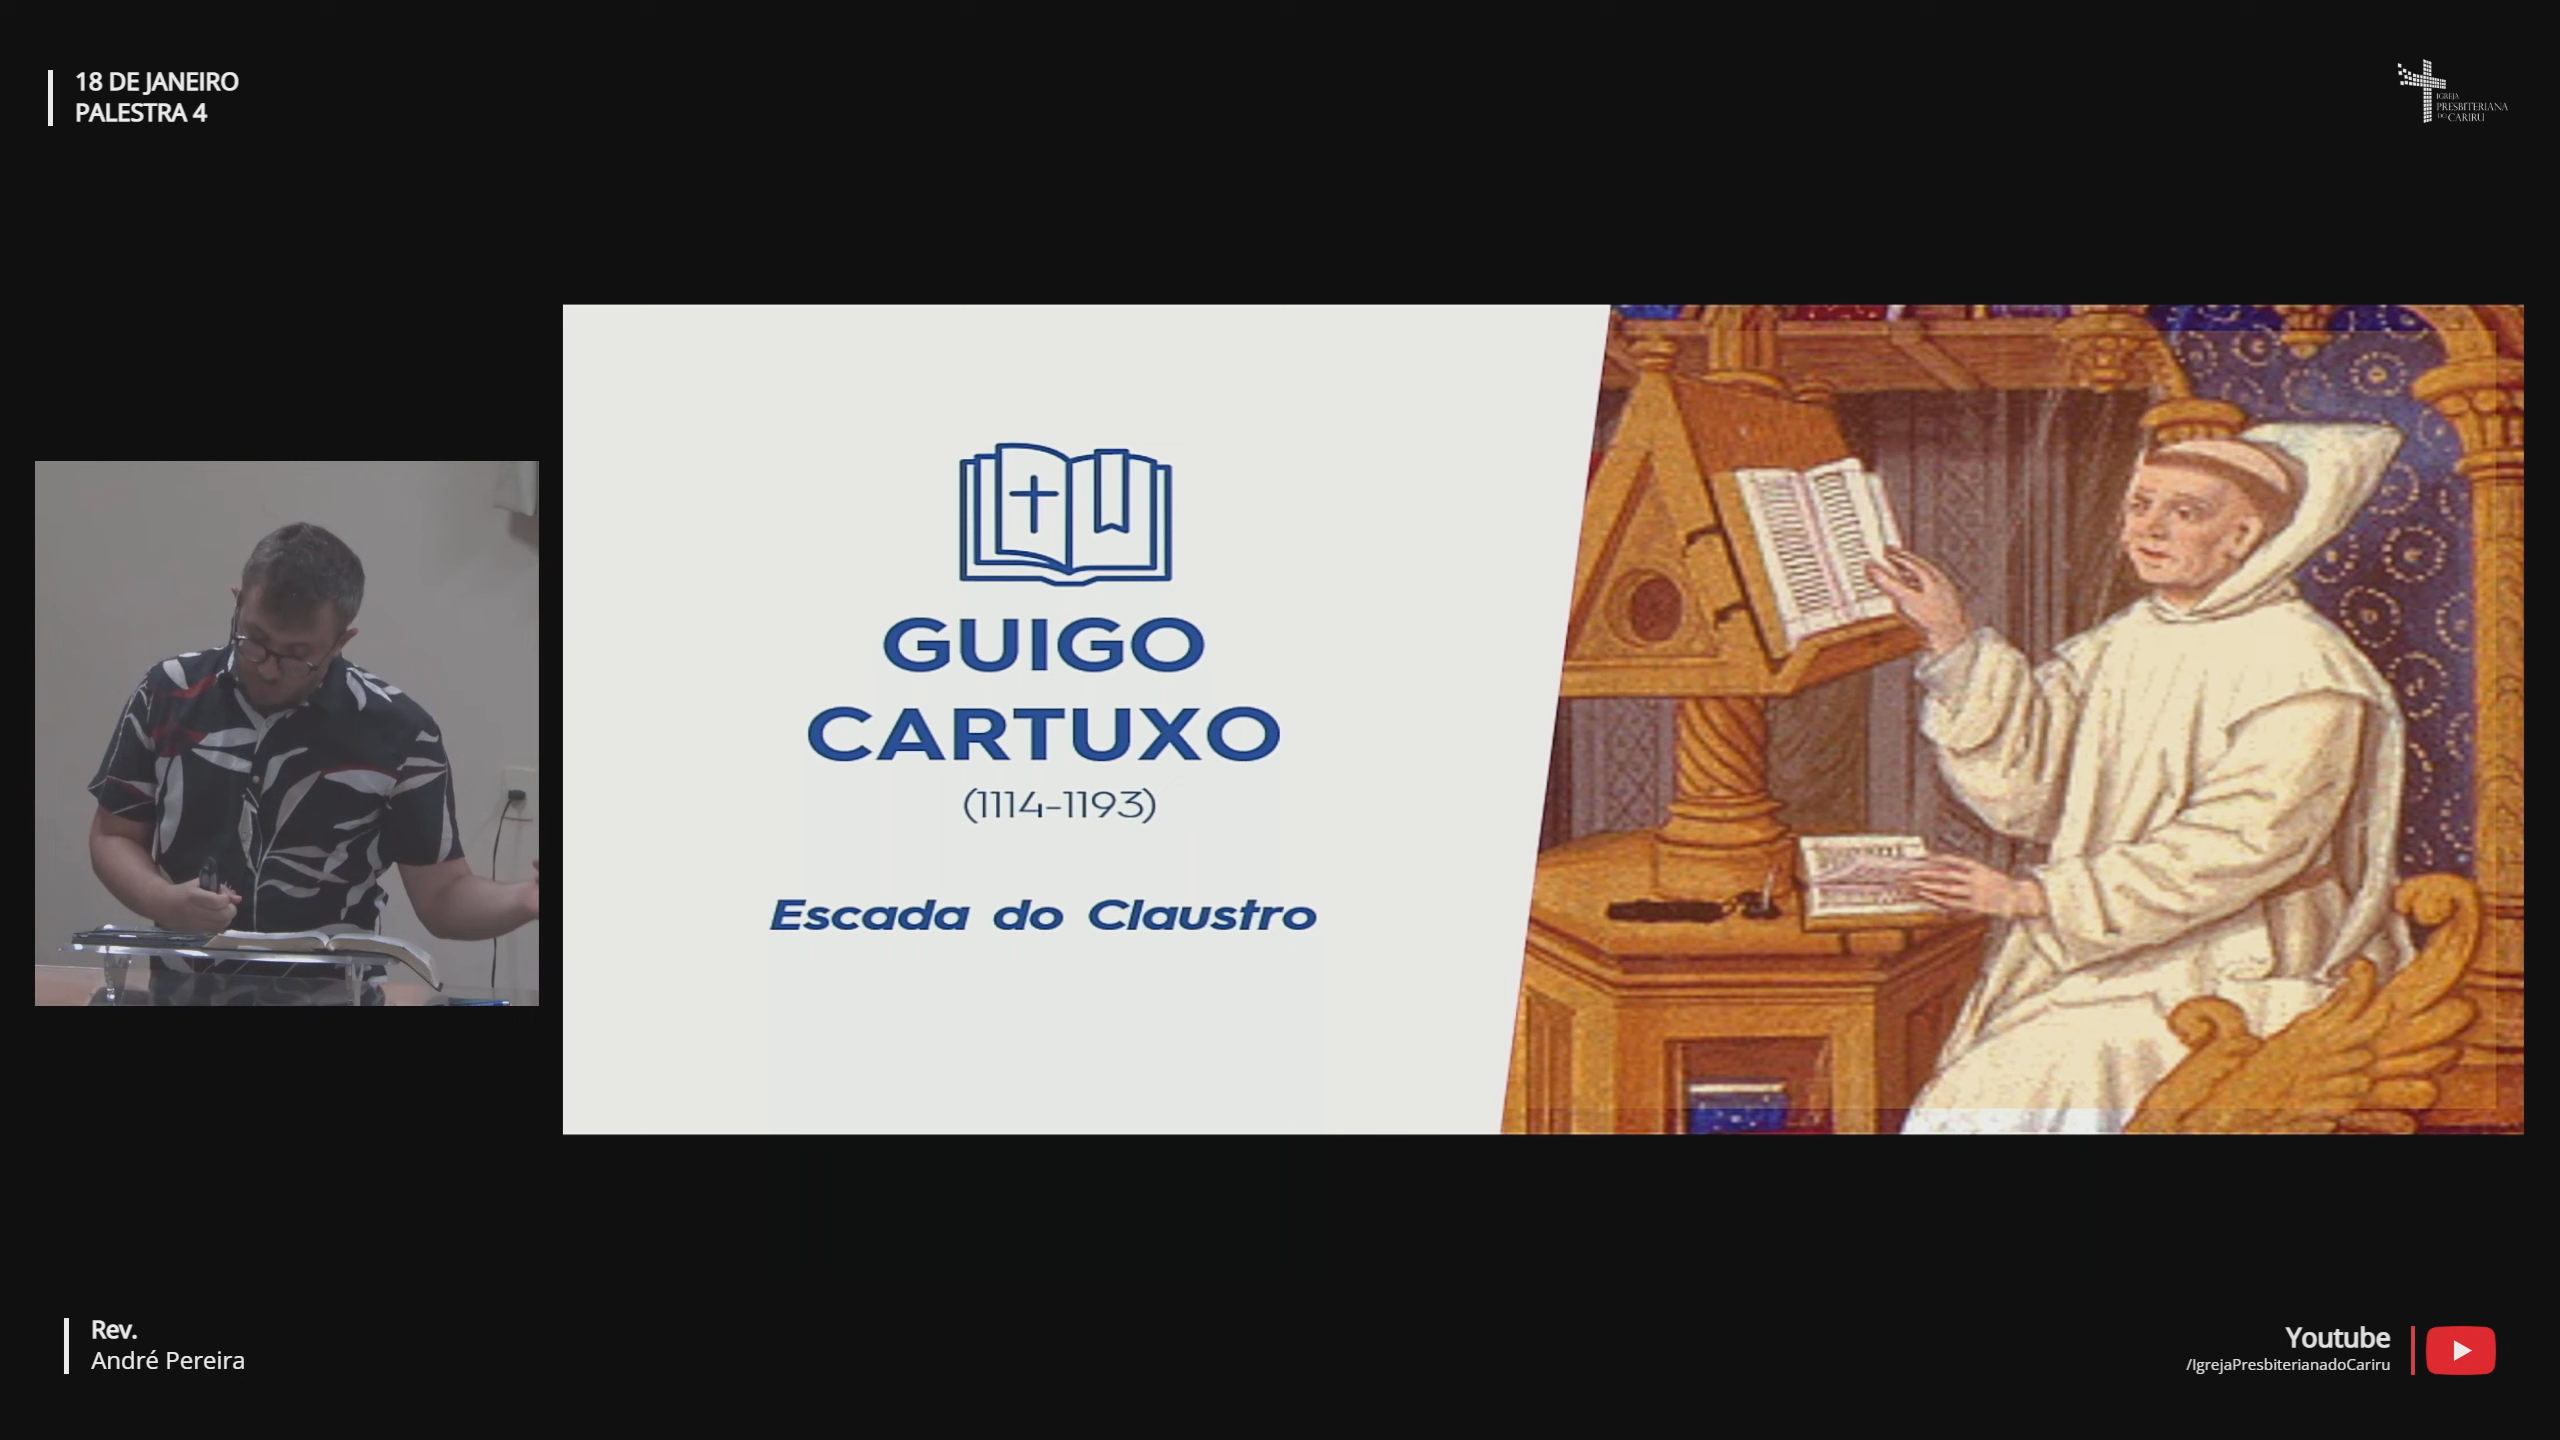 18 DE JANEIRO
PALESTRA 4
IGREJA
PRESBITERIANA
DO CARIRU
GUIGO
CARTUXO
(1114-1193)
Escada do Claustro
Rev.
André Pereira
Youtube
/IgrejaPresbiterianadoCariru